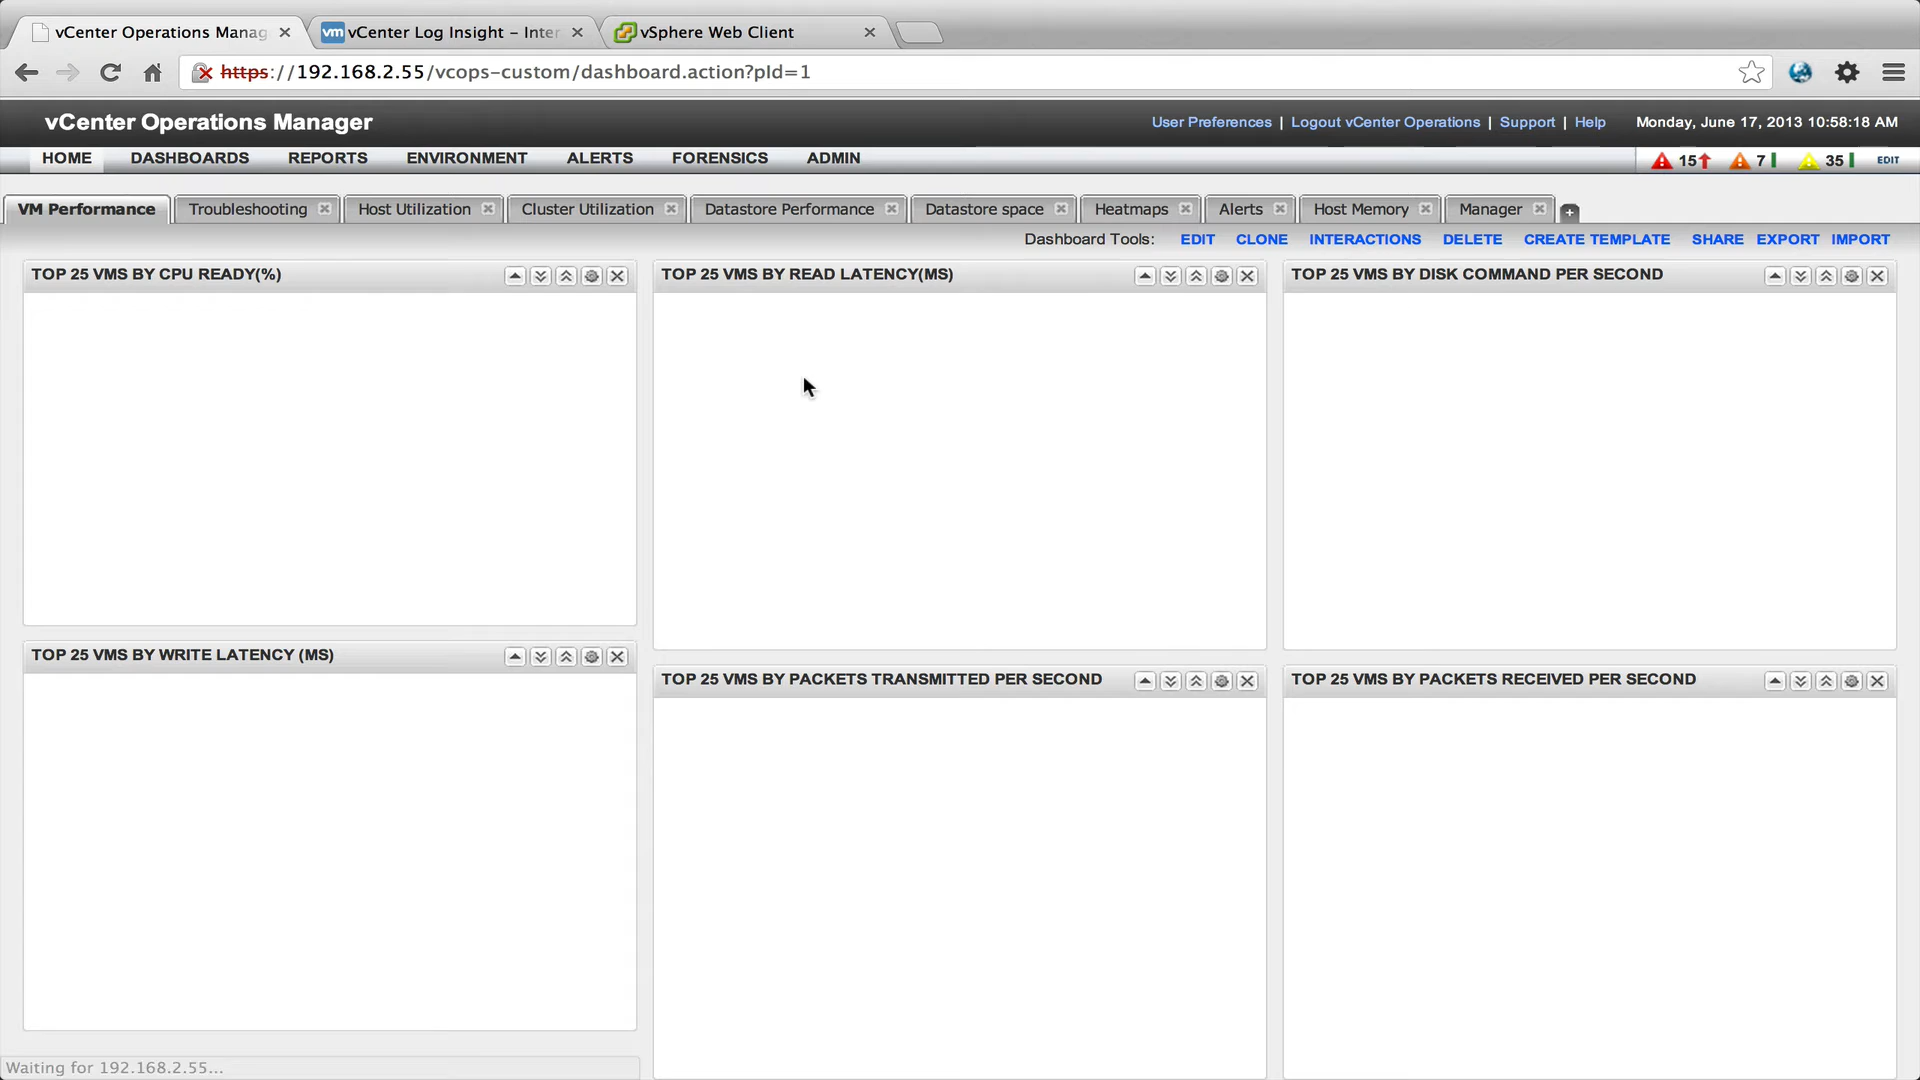 vCenter Operations Manag
vCenter Log Insight – Inter
vSphere Web Client
https://192.168.2.55/vcops-custom/dashboard.action?pId=1
vCenter Operations Manager
User Preferences | Logout vCenter Operations | Support | Help
Monday, June 17, 2013 10:58:18 AM
HOME DASHBOARDS REPORTS ENVIRONMENT ALERTS FORENSICS ADMIN
15 7 35 EDIT
VM Performance Troubleshooting Host Utilization Cluster Utilization Datastore Performance Datastore space Heatmaps Alerts Host Memory Manager
Dashboard Tools: EDIT CLONE INTERACTIONS DELETE CREATE TEMPLATE SHARE EXPORT IMPORT
TOP 25 VMS BY CPU READY(%)
TOP 25 VMS BY READ LATENCY(MS)
TOP 25 VMS BY DISK COMMAND PER SECOND
TOP 25 VMS BY WRITE LATENCY (MS)
TOP 25 VMS BY PACKETS TRANSMITTED PER SECOND
TOP 25 VMS BY PACKETS RECEIVED PER SECOND
Waiting for 192.168.2.55...